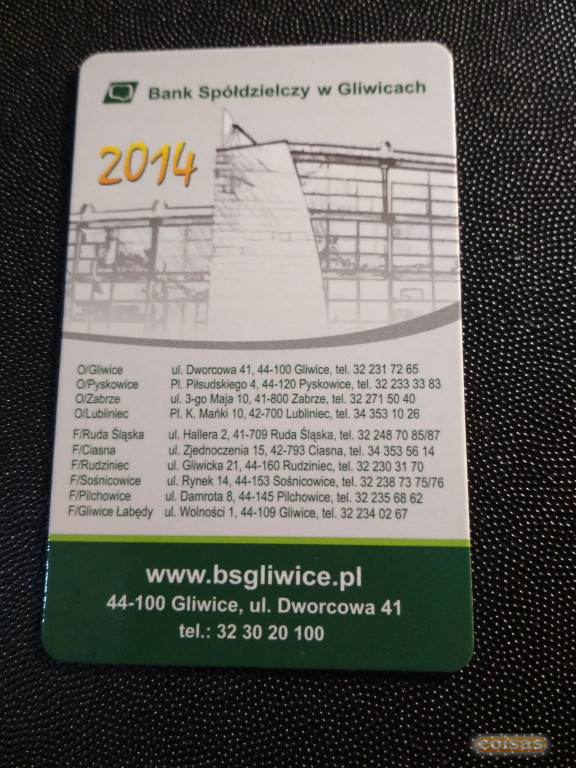 Bank Spółdzielczy w Gliwicach
2014
O/Gliwice ul. Dworcowa 41, 44-100 Gliwice, tel. 32 231 72 65
O/Pyskowice Pl. Piłsudskiego 4, 44-120 Pyskowice, tel. 32 233 33 83
O/Zabrze ul. 3-go Maja 10, 41-800 Zabrze, tel. 32 271 50 40
O/Lubliniec Pl. K. Mańki 10, 42-700 Lubliniec, tel. 34 353 10 26
F/Ruda Śląska ul. Hallera 2, 41-709 Ruda Śląska, tel. 32 248 70 85/87
F/Ciasna ul. Zjednoczenia 15, 42-793 Ciasna, tel. 34 353 56 14
F/Rudziniec ul. Gliwicka 21, 44-160 Rudziniec, tel. 32 230 31 70
F/Sośnicowice ul. Rynek 14, 44-153 Sośnicowice, tel. 32 238 73 75/76
F/Pilchowice ul. Damrota 8, 44-145 Pilchowice, tel. 32 235 68 62
F/Gliwice Łabędy ul. Wolności 1, 44-109 Gliwice, tel. 32 234 02 67
www.bsgliwice.pl
44-100 Gliwice, ul. Dworcowa 41
tel.: 32 30 20 100
coisas